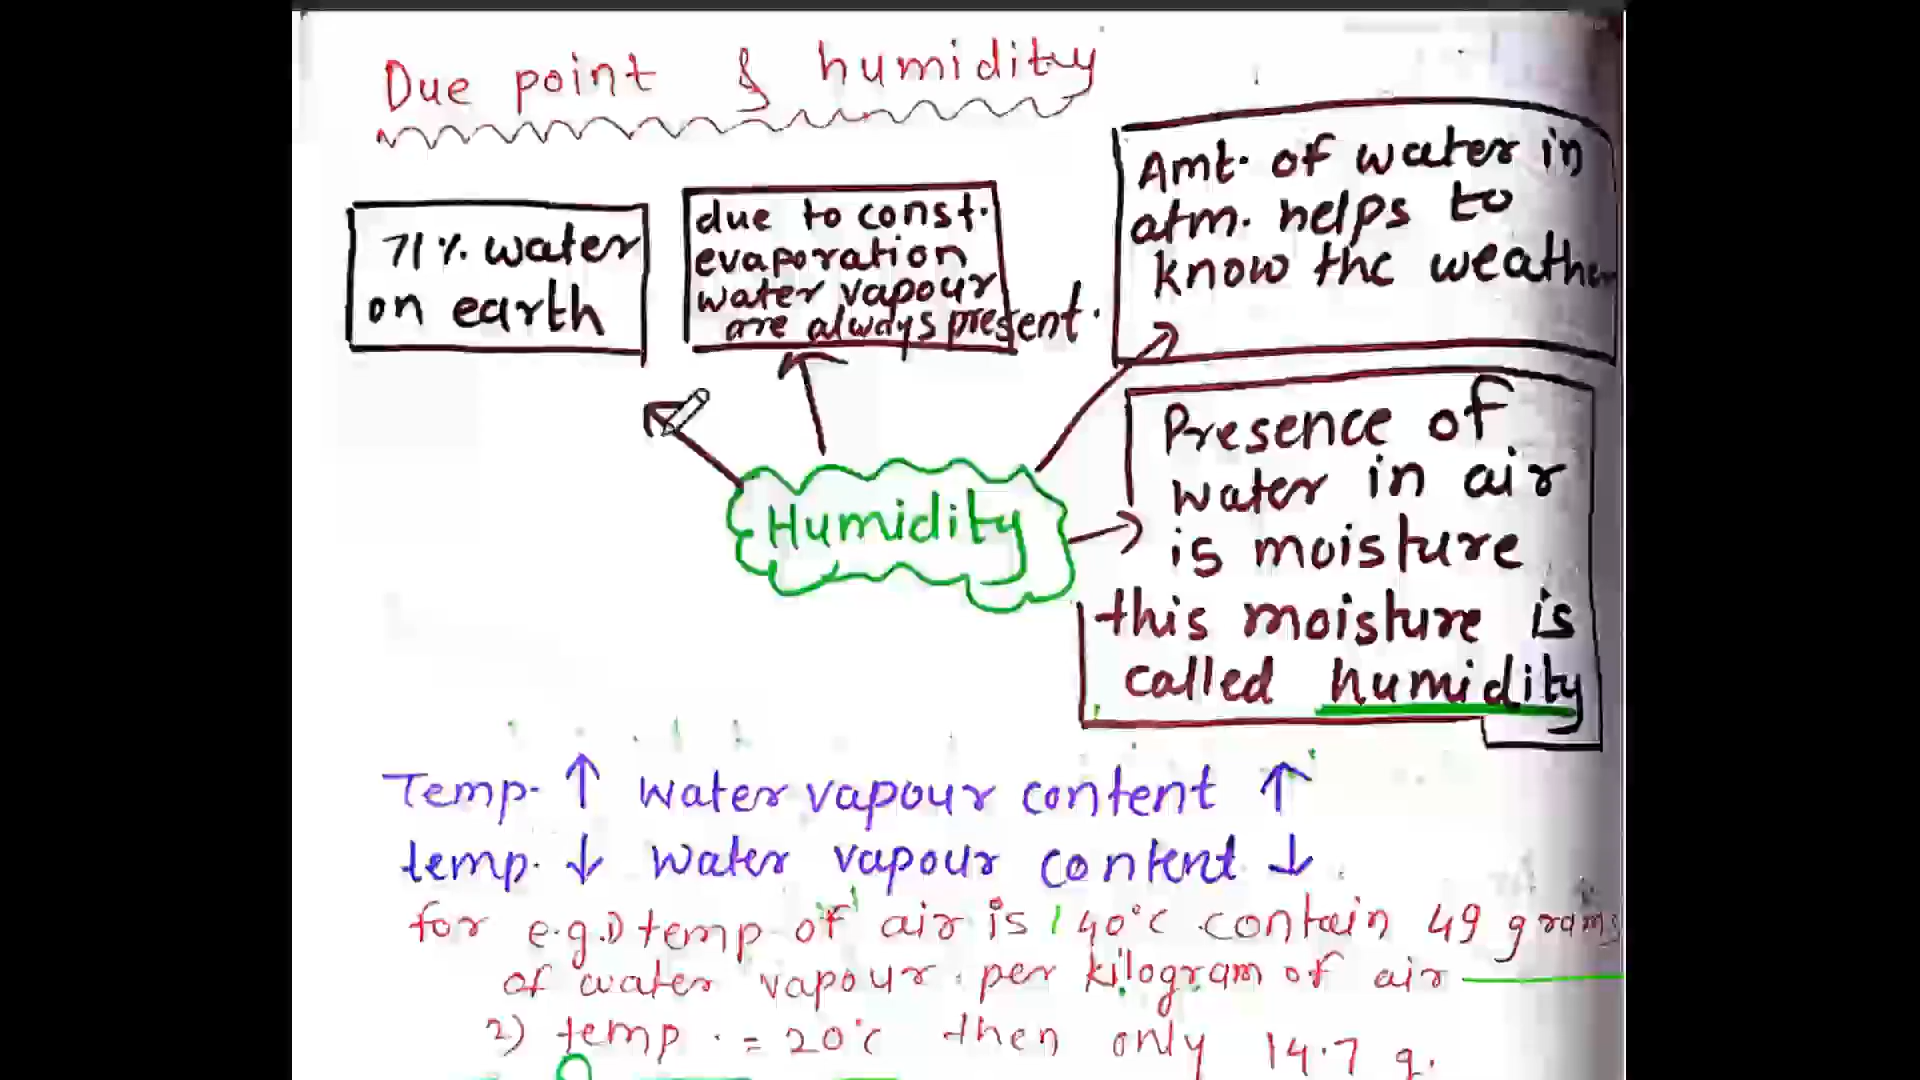 Due point & humidity
71% water
on earth
due to const.
evaporation
water vapour
are always present.
Amt. of water in
atm. helps to
know the weather
Presence of
water in air
is moisture
this moisture is
called humidity
Humidity
Temp. ↑ water vapour content ↑
temp. ↓ water vapour content ↓
for e.g. 1) temp of air is 40°C contain 49 grams
of water vapour per kilogram of air
2) temp. = 20°C then only 14.7 g.